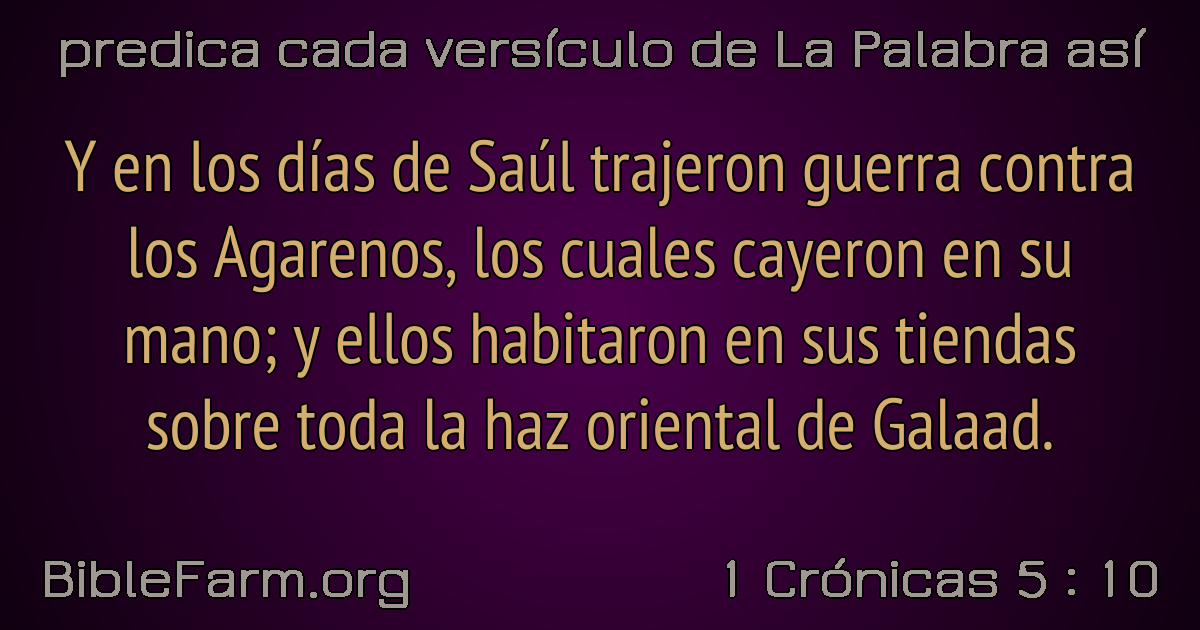 predica cada versículo de La Palabra así
Y en los días de Saúl trajeron guerra contra
los Agarenos, los cuales cayeron en su
mano; y ellos habitaron en sus tiendas
sobre toda la haz oriental de Galaad.
BibleFarm.org
1 Crónicas 5 : 10